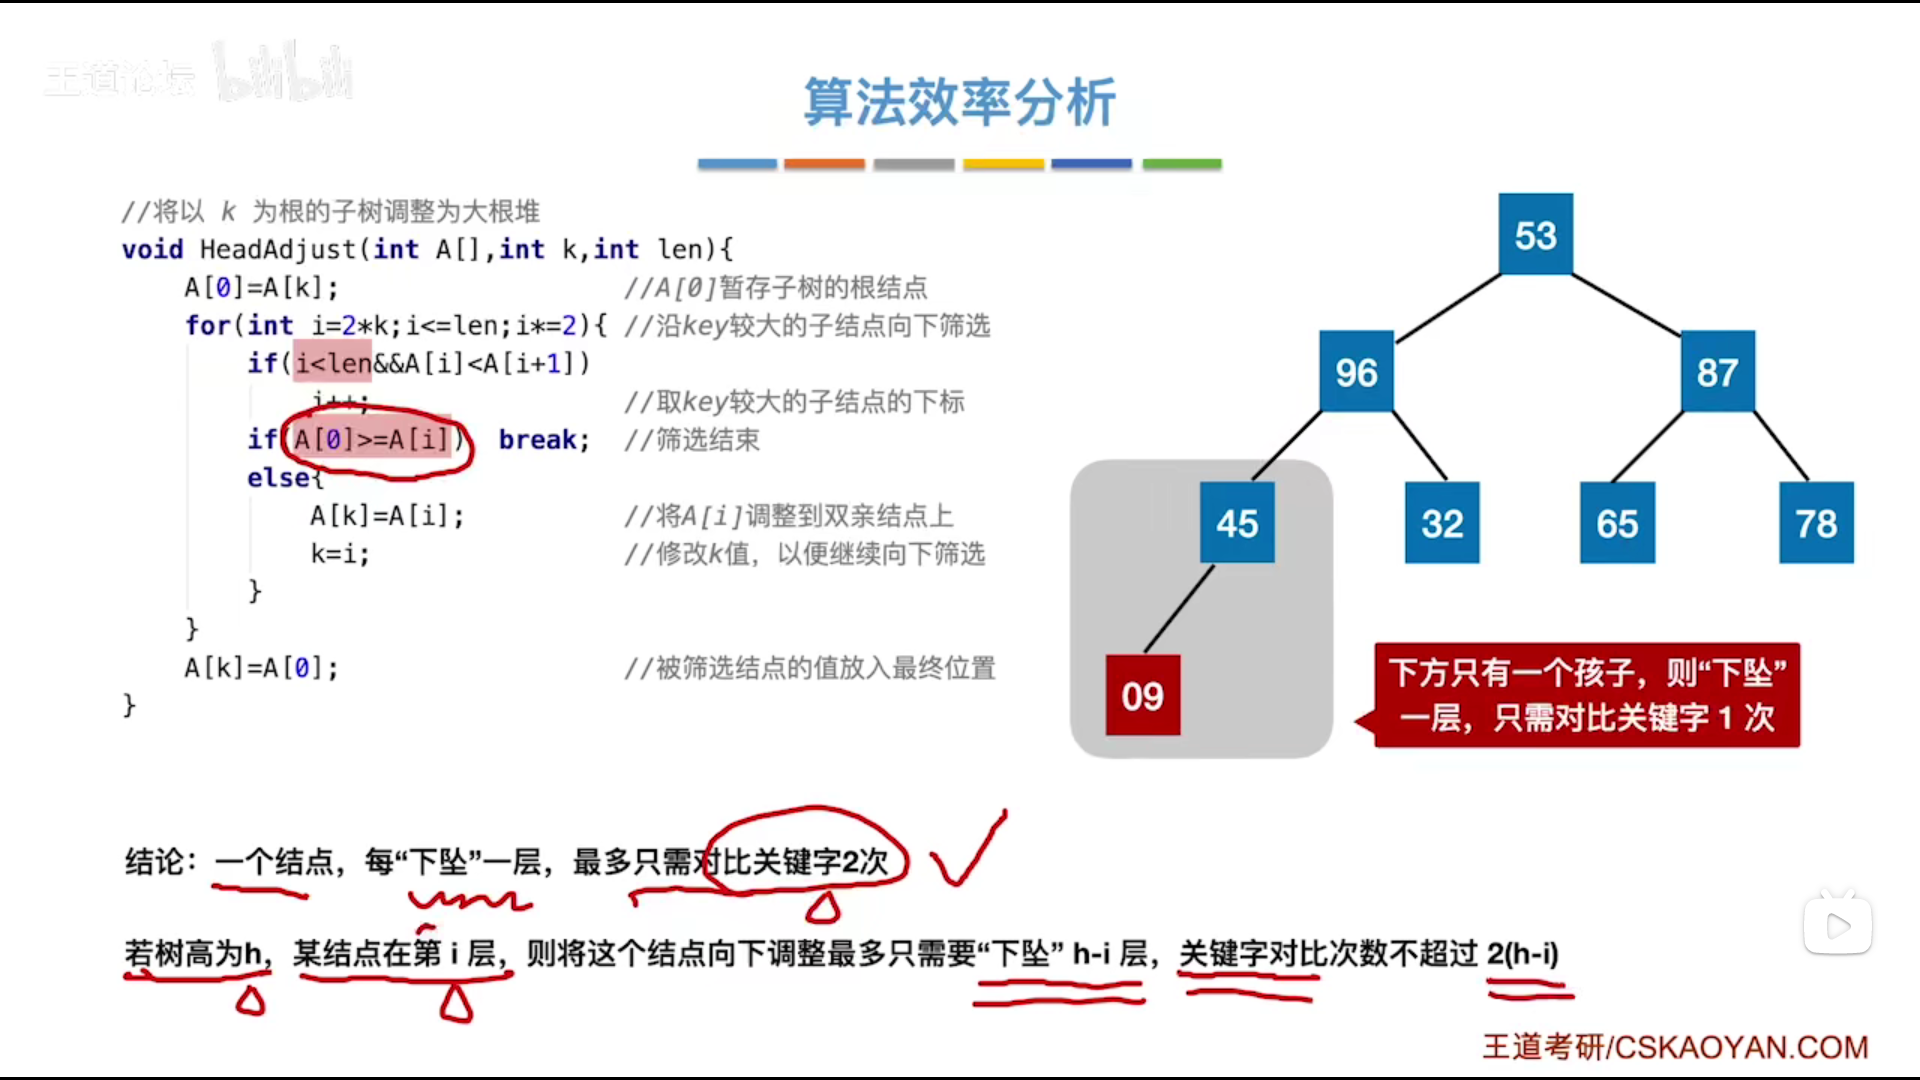 王道论坛 bilibili
算法效率分析
//将以 k 为根的子树调整为大根堆
void HeadAdjust(int A[],int k,int len){
A[0]=A[k]; //A[0]暂存子树的根结点
for(int i=2*k;i<=len;i*=2){ //沿key较大的子结点向下筛选
if(i<len&&A[i]<A[i+1])
i++; //取key较大的子结点的下标
if(A[0]>=A[i]) break; //筛选结束
else{
A[k]=A[i]; //将A[i]调整到双亲结点上
k=i; //修改k值，以便继续向下筛选
}
}
A[k]=A[0]; //被筛选结点的值放入最终位置
}
53
96 87
45 32 65 78
09
下方只有一个孩子，则“下坠”
一层，只需对比关键字 1 次
结论：一个结点，每“下坠”一层，最多只需对比关键字2次
若树高为h，某结点在第 i 层，则将这个结点向下调整最多只需要“下坠” h-i 层，关键字对比次数不超过 2(h-i)
王道考研/CSKAOYAN.COM